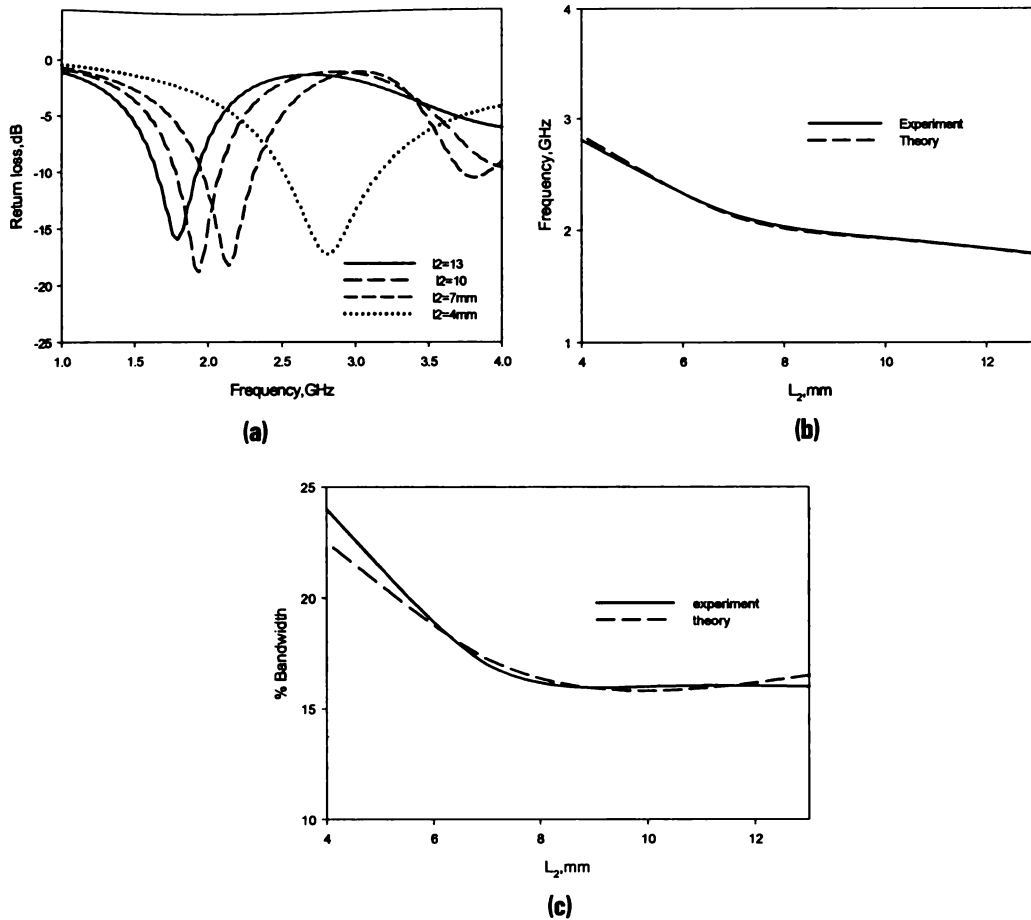 0
-5
-10
-15
-20
-25
Return loss,dB
l2=13
l2=10
l2=7mm
l2=4mm
1.0 1.5 2.0 2.5 3.0 3.5 4.0
Frequency,GHz
(a)
4
3
2
1
Frequency,GHz
Experiment
Theory
4 6 8 10 12
L2,mm
(b)
25
20
15
10
% Bandwidth
experiment
theory
4 6 8 10 12
L2,mm
(c)